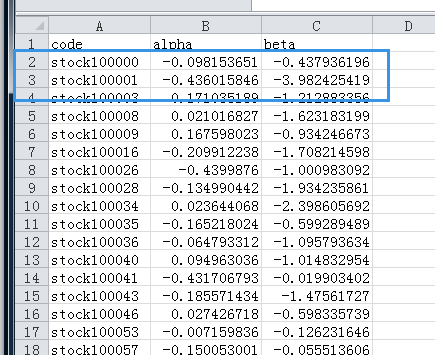 A B C D
1 code alpha beta
2 stock100000 -0.098153651 -0.437936196
3 stock100001 -0.436015846 -3.982425419
4 stock100003 0.171035189 -1.212883356
5 stock100008 0.021016827 -1.623183199
6 stock100009 0.167598023 -0.934246673
7 stock100016 -0.209912238 -1.708214598
8 stock100026 -0.4399876 -1.000983092
9 stock100028 -0.134990442 -1.934235861
10 stock100034 0.023644068 -2.398605692
11 stock100035 -0.165218024 -0.599289489
12 stock100036 -0.064793312 -1.095793634
13 stock100040 0.094963036 -1.014832954
14 stock100041 -0.431706793 -0.019903402
15 stock100043 -0.185571434 -1.47561727
16 stock100046 0.027426718 -0.598335739
17 stock100053 -0.007159836 -0.126231646
18 stock100057 -0.150053001 -0.055513606